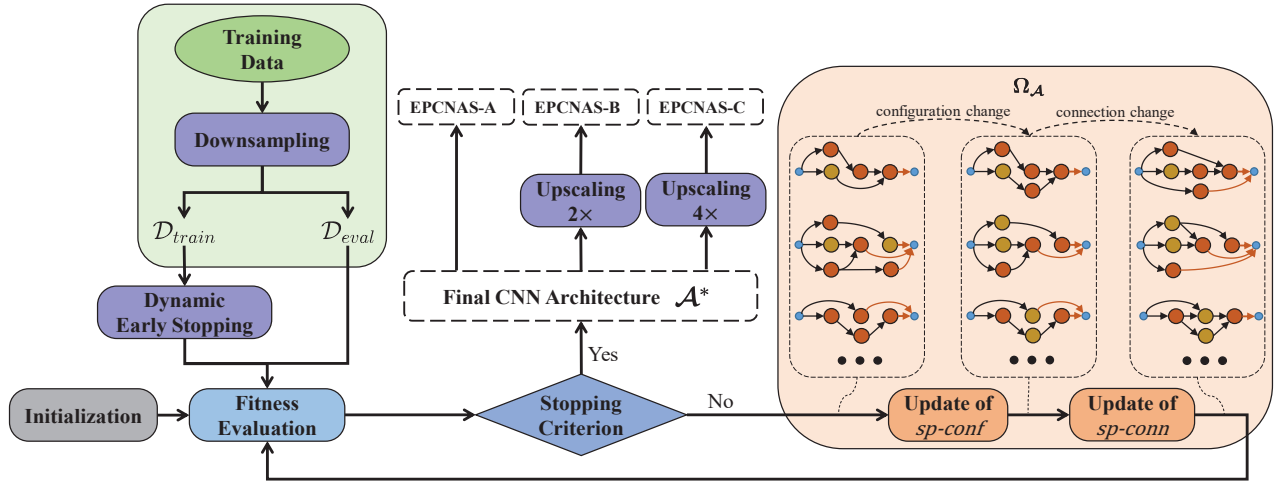 Training
Data
Downsampling
𝒟train
𝒟eval
Dynamic
Early Stopping
Initialization
Fitness
Evaluation
EPCNAS-A
EPCNAS-B
EPCNAS-C
Upscaling
2×
Upscaling
4×
Final CNN Architecture 𝒜*
Yes
Stopping
Criterion
No
Ω𝒜
configuration change
connection change
Update of
sp-conf
Update of
sp-conn